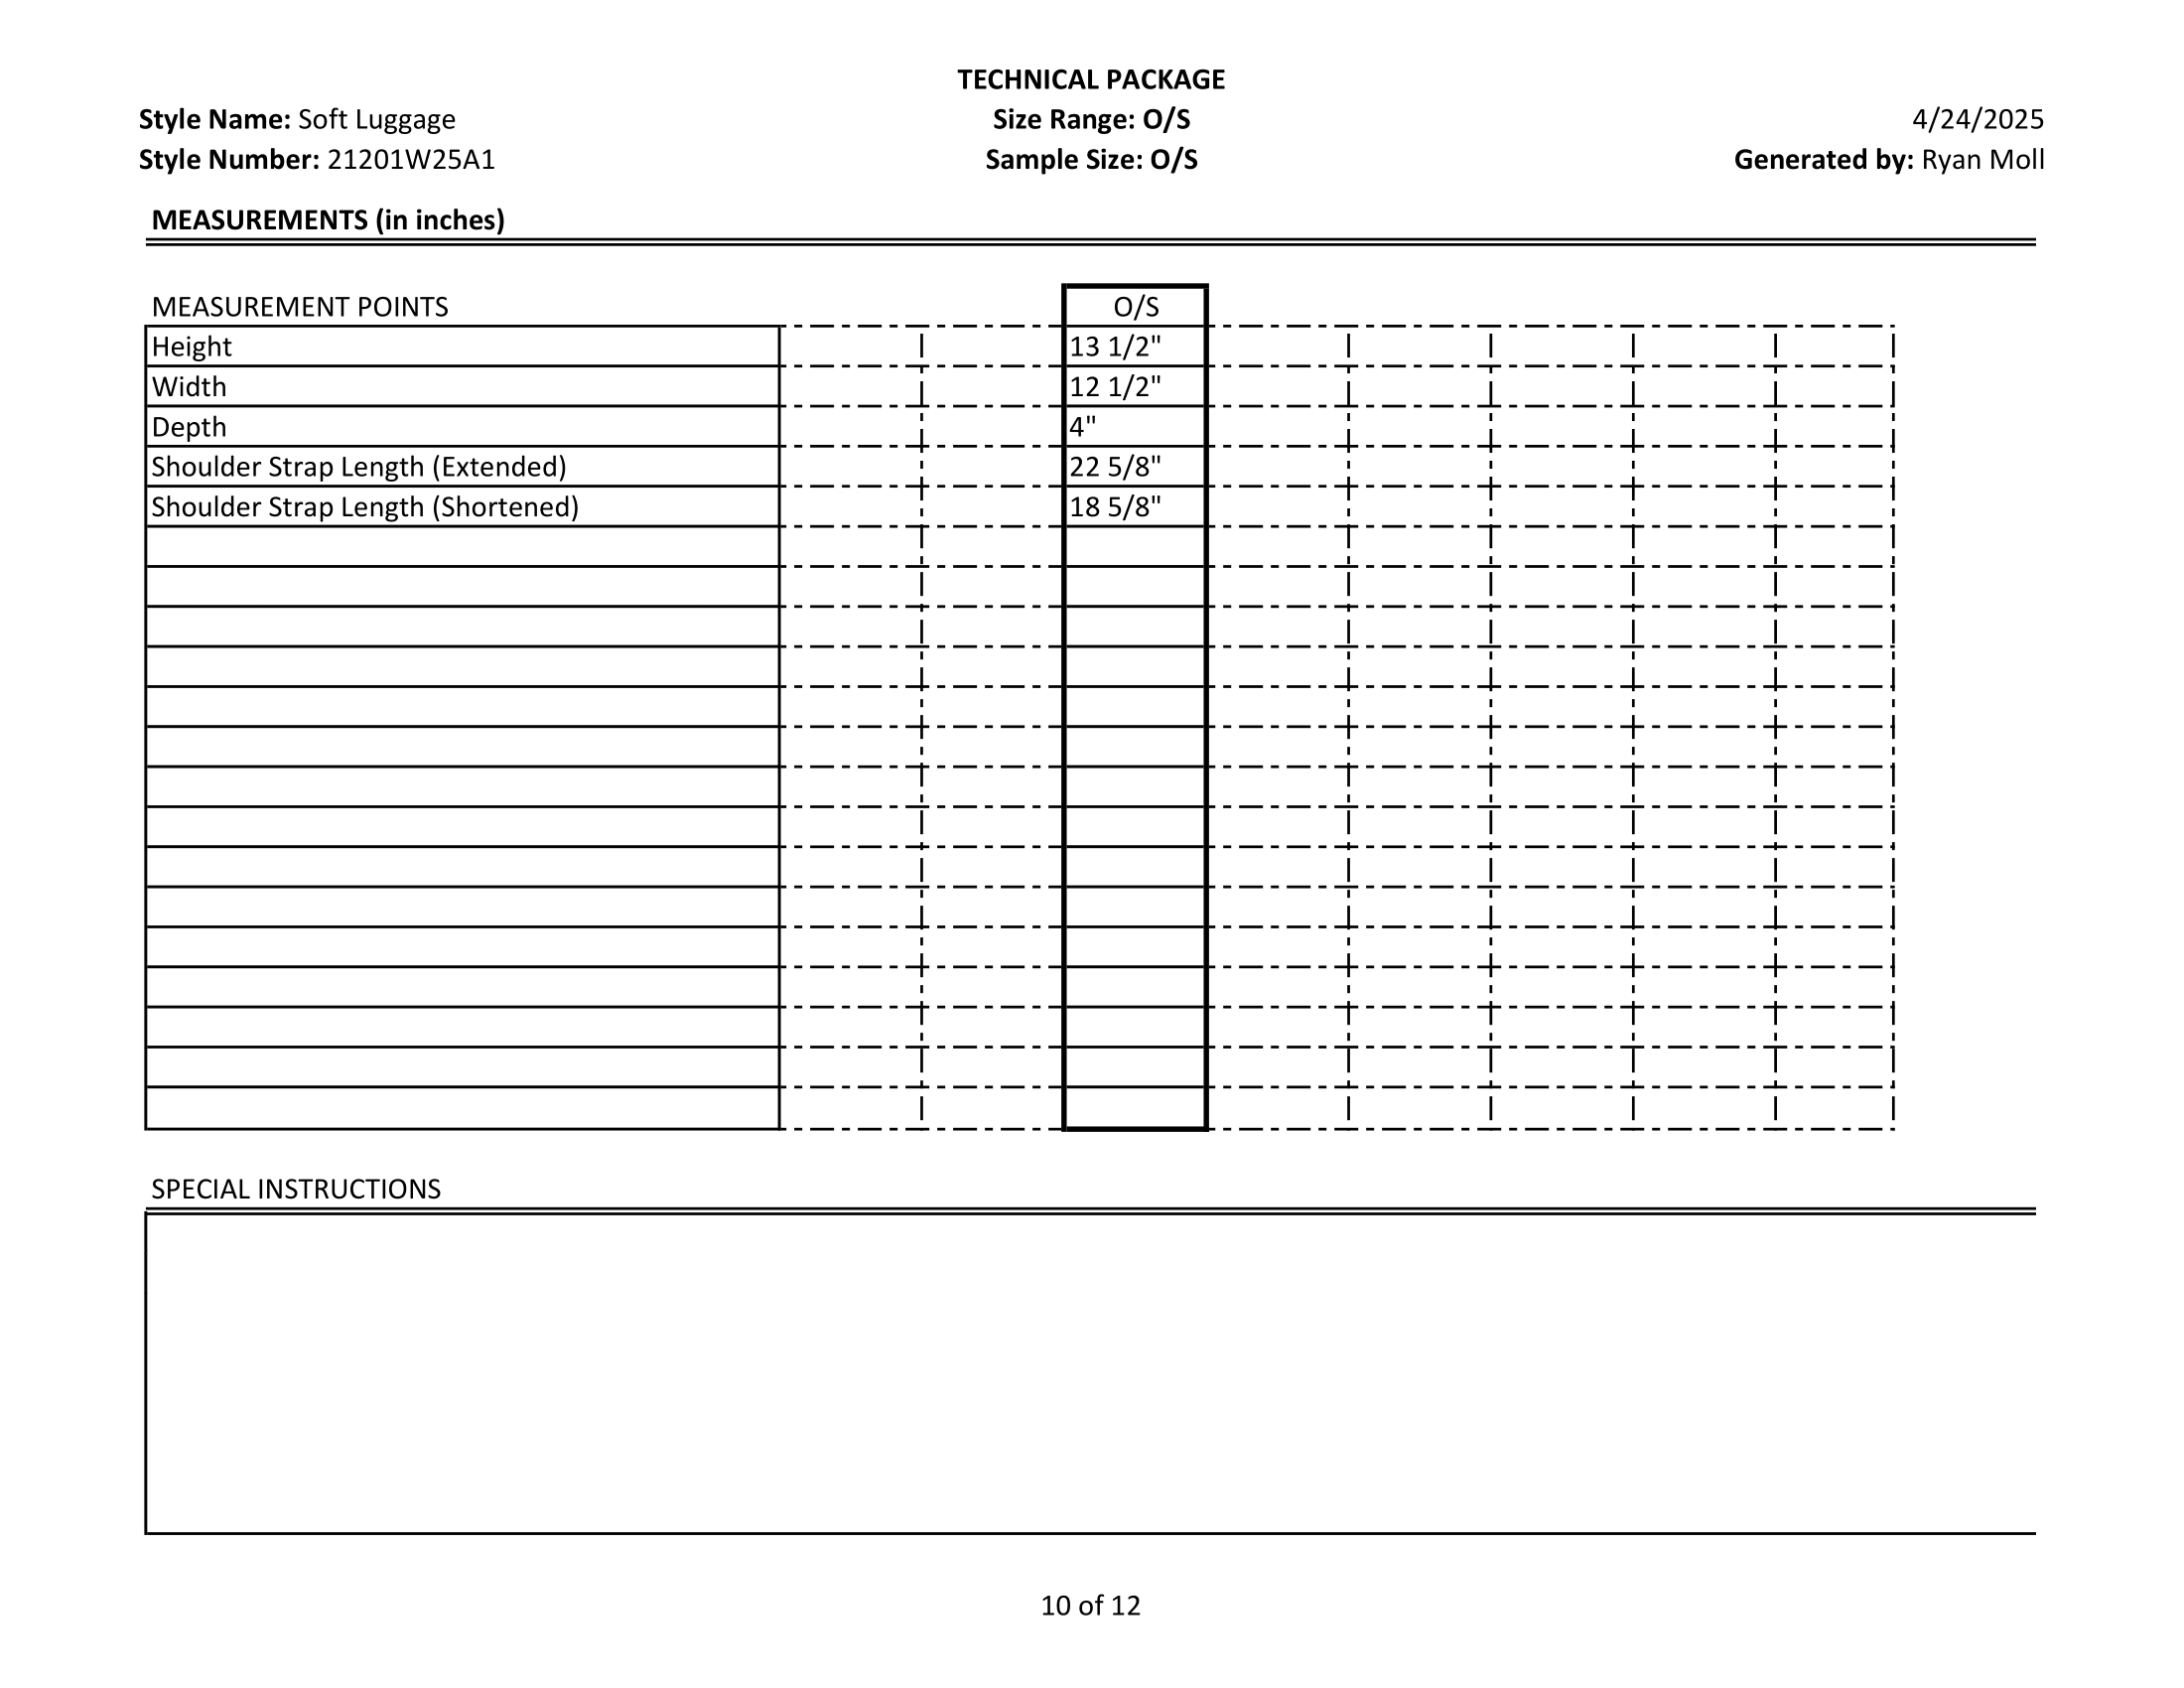 TECHNICAL PACKAGE
Style Name: Soft Luggage Size Range: O/S 4/24/2025
Style Number: 21201W25A1 Sample Size: O/S Generated by: Ryan Moll
MEASUREMENTS (in inches)
MEASUREMENT POINTS O/S
Height 13 1/2"
Width 12 1/2"
Depth 4"
Shoulder Strap Length (Extended) 22 5/8"
Shoulder Strap Length (Shortened) 18 5/8"
SPECIAL INSTRUCTIONS
10 of 12